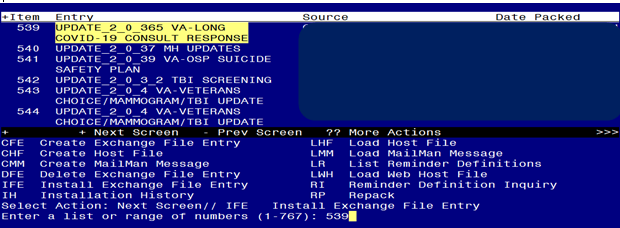 +Item Entry Source Date Packed
539 UPDATE_2_0_365 VA-LONG
COVID-19 CONSULT RESPONSE
540 UPDATE_2_0_37 MH UPDATES
541 UPDATE_2_0_39 VA-OSP SUICIDE
SAFETY PLAN
542 UPDATE_2_0_3_2 TBI SCREENING
543 UPDATE_2_0_4 VA-VETERANS
CHOICE/MAMMOGRAM/TBI UPDATE
544 UPDATE_2_0_4 VA-VETERANS
CHOICE/MAMMOGRAM/TBI UPDATE
+ + Next Screen - Prev Screen ?? More Actions >>>
CFE Create Exchange File Entry LHF Load Host File
CHF Create Host File LMM Load MailMan Message
CMM Create MailMan Message LR List Reminder Definitions
DFE Delete Exchange File Entry LWH Load Web Host File
IFE Install Exchange File Entry RI Reminder Definition Inquiry
IH Installation History RP Repack
Select Action: Next Screen// IFE Install Exchange File Entry
Enter a list or range of numbers (1-767): 539